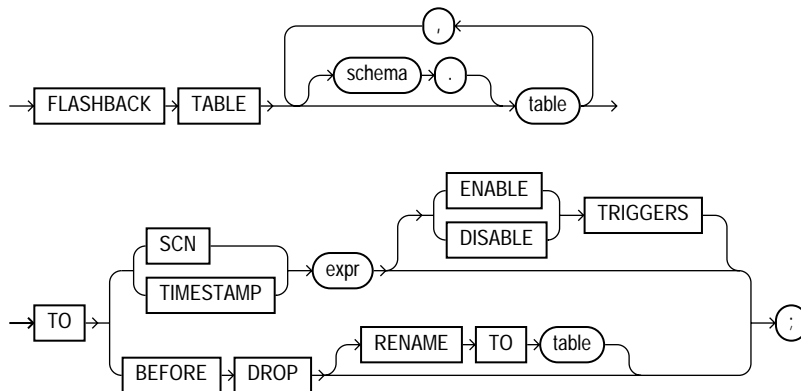 ,
schema .
FLASHBACK TABLE table
ENABLE
SCN TRIGGERS
DISABLE
expr
TIMESTAMP
TO ;
RENAME TO table
BEFORE DROP